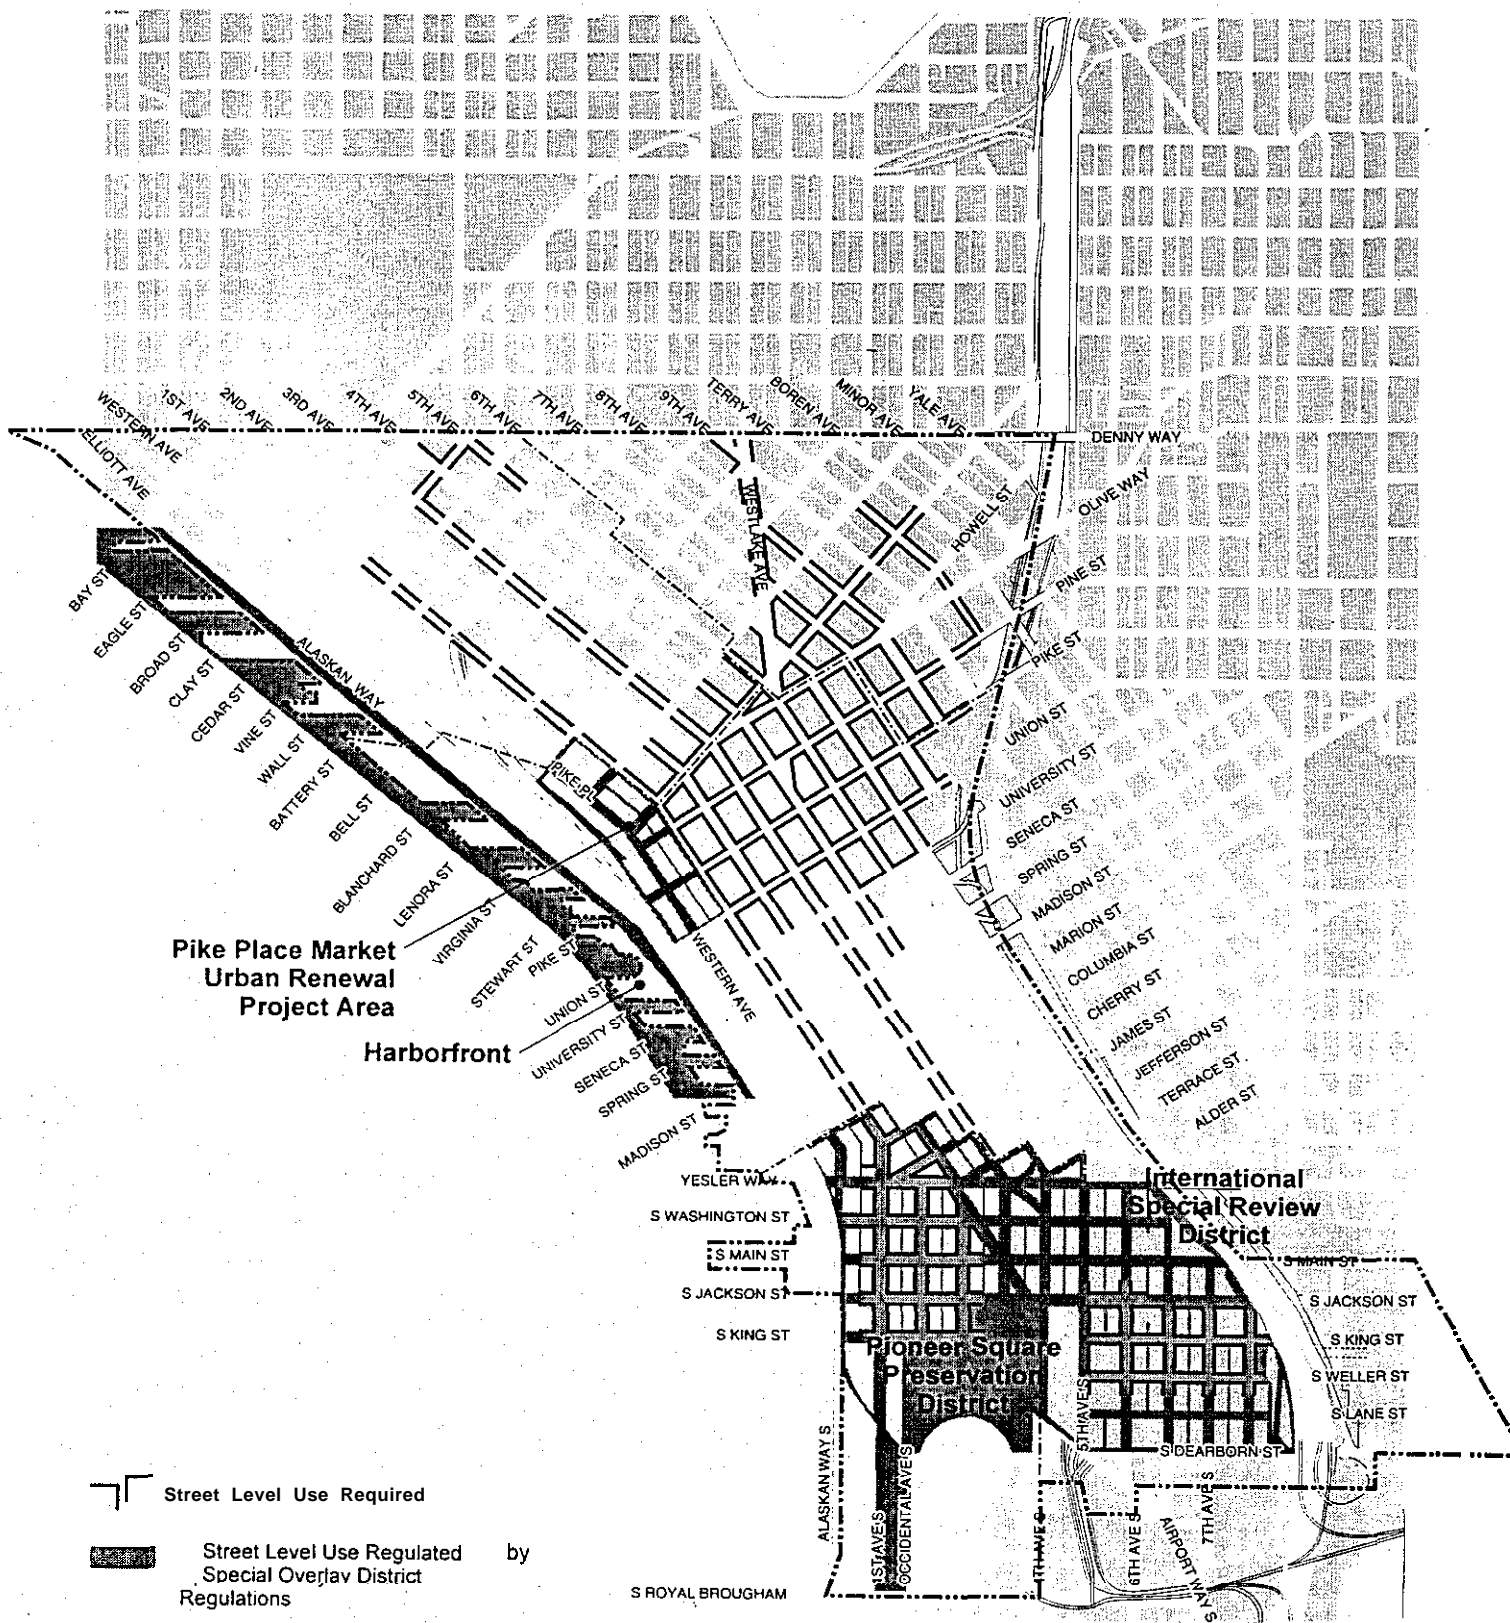 WESTERN AVE
1ST AVE
2ND AVE
3RD AVE
4TH AVE
5TH AVE
6TH AVE
7TH AVE
8TH AVE
9TH AVE
TERRY AVE
BOREN AVE
MINOR AVE
YALE AVE
DENNY WAY
ELLIOTT AVE
WESTLAKE AVE
HOWELL ST
OLIVE WAY
PINE ST
PIKE ST
BAY ST
EAGLE ST
BROAD ST
CLAY ST
CEDAR ST
VINE ST
WALL ST
BATTERY ST
BELL ST
BLANCHARD ST
LENORA ST
VIRGINIA ST
STEWART ST
PIKE ST
UNION ST
UNIVERSITY ST
SENECA ST
SPRING ST
MADISON ST
ALASKAN WAY
PIKE PL
WESTERN AVE
UNION ST
UNIVERSITY ST
SENECA ST
SPRING ST
MADISON ST
MARION ST
COLUMBIA ST
CHERRY ST
JAMES ST
JEFFERSON ST
TERRACE ST
ALDER ST
Pike Place Market
Urban Renewal
Project Area
Harborfront
YESLER WAY
S WASHINGTON ST
S MAIN ST
S JACKSON ST
S KING ST
International
Special Review
District
S MAIN ST
S JACKSON ST
S KING ST
S WELLER ST
S LANE ST
S DEARBORN ST
Pioneer Square
Preservation
District
ALASKAN WAY S
1ST AVE S
OCCIDENTAL AVE S
4TH AVE S
5TH AVE S
6TH AVE S
AIRPORT WAY S
7TH AVE S
S ROYAL BROUGHAM
Street Level Use Required
Street Level Use Regulated by
Special Overlay District
Regulations